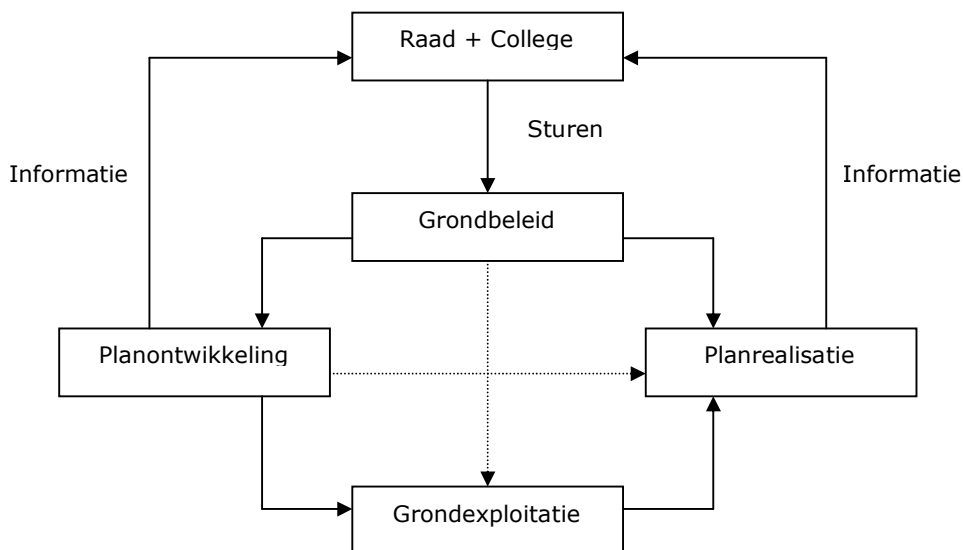 Raad + College
Sturen
Informatie
Informatie
Grondbeleid
Planontwikkeling
Planrealisatie
Grondexploitatie